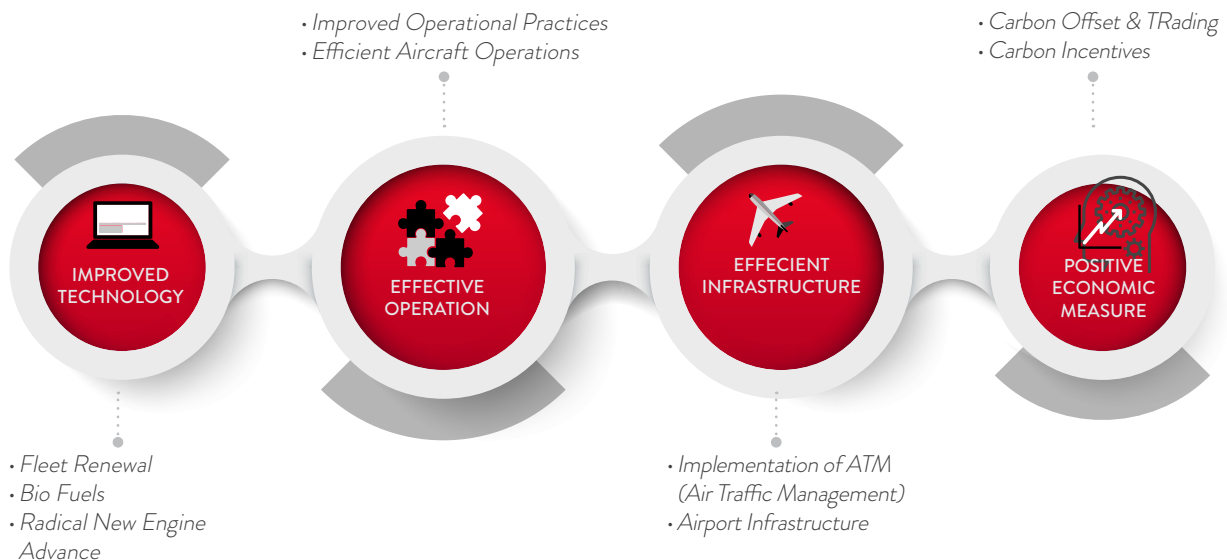 • Improved Operational Practices
• Efficient Aircraft Operations
• Carbon Offset & TRading
• Carbon Incentives
IMPROVED
TECHNOLOGY
EFFECTIVE
OPERATION
EFFECIENT
INFRASTRUCTURE
POSITIVE
ECONOMIC
MEASURE
• Fleet Renewal
• Bio Fuels
• Radical New Engine
Advance
• Implementation of ATM
(Air Traffic Management)
• Airport Infrastructure